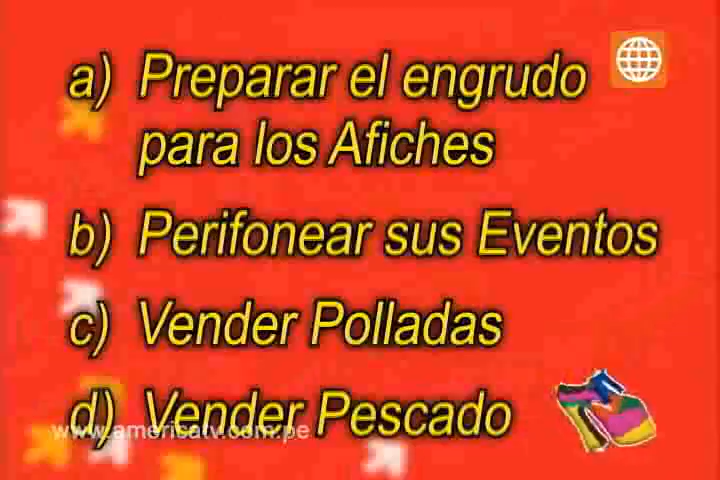 a) Preparar el engrudo
para los Afiches
b) Perifonear sus Eventos
c) Vender Polladas
d) Vender Pescado
www.americatv.com.pe